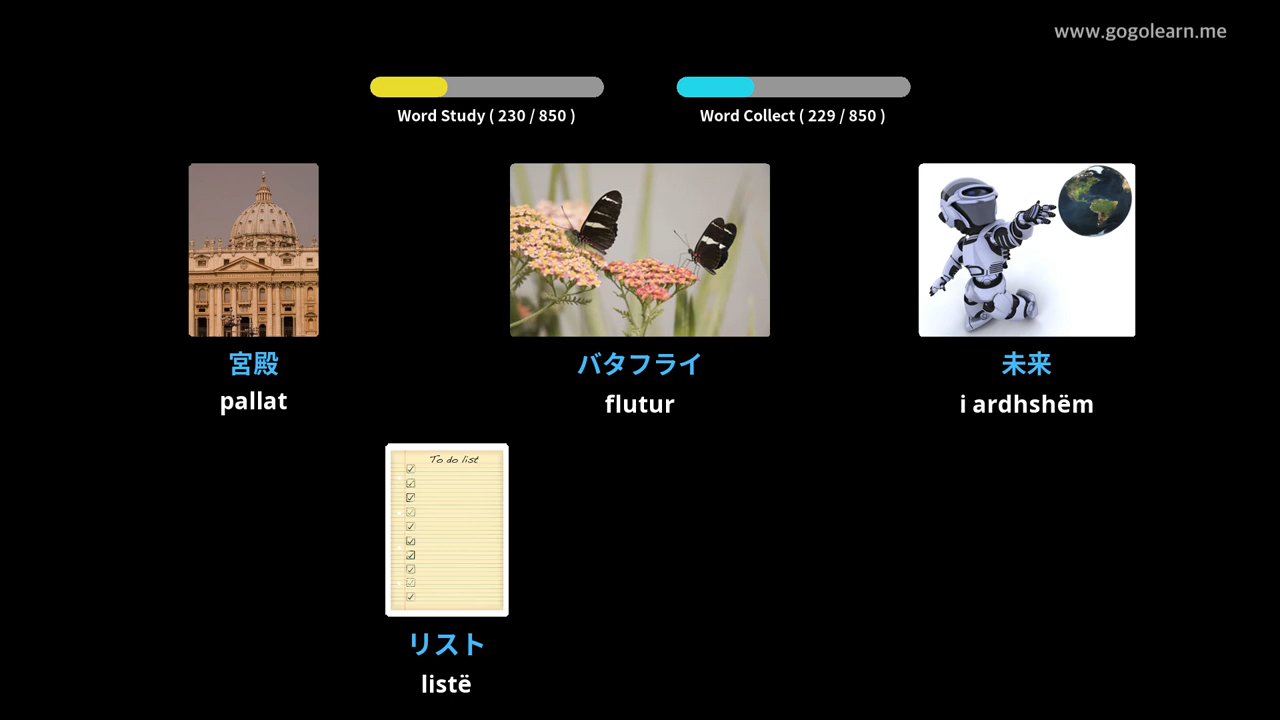 www.gogolearn.me
Word Study ( 230 / 850 )
Word Collect ( 229 / 850 )
宮殿
pallat
バタフライ
flutur
未来
i ardhshëm
To do list
リスト
listë